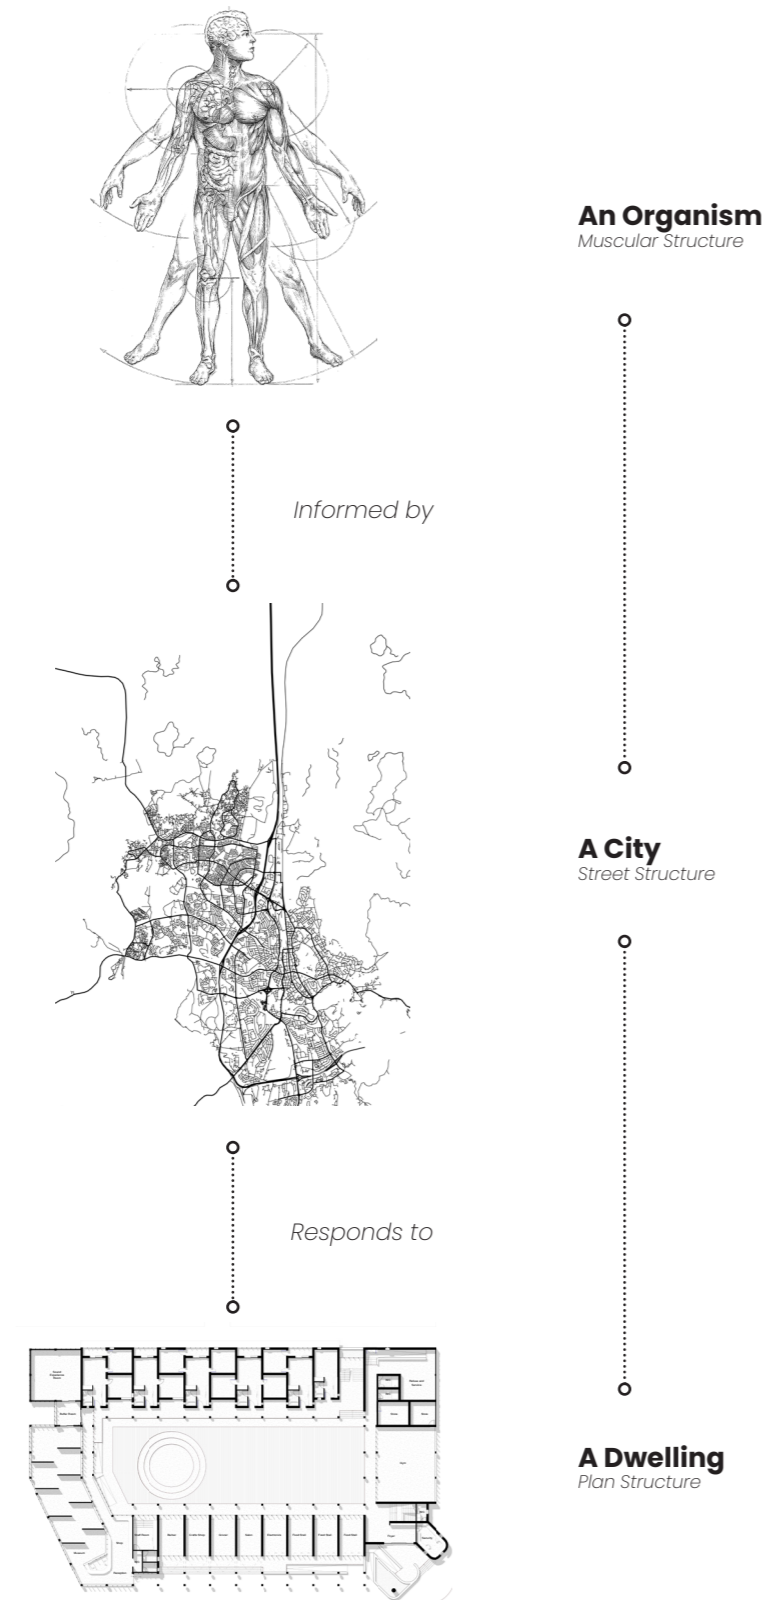 An Organism
Muscular Structure
Informed by
A City
Street Structure
Responds to
A Dwelling
Plan Structure